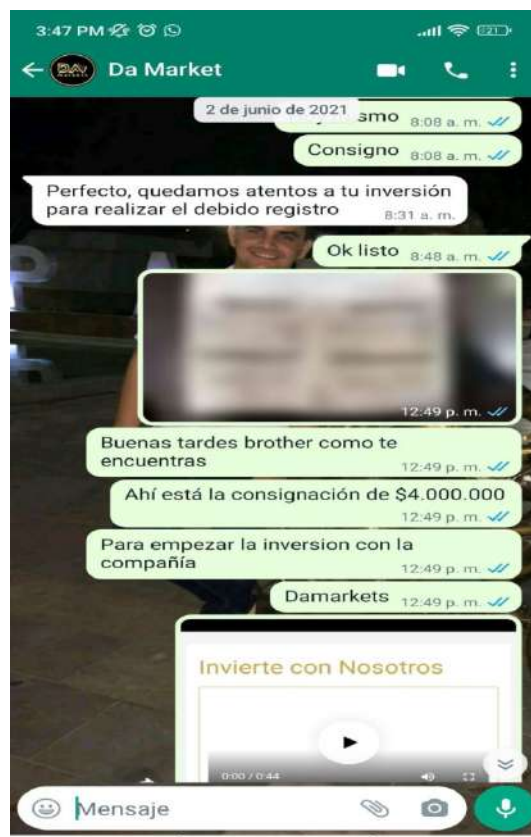 3:47 PM
21
DAV
markets
Da Market
2 de junio de 2021
smo 8:08 a. m.
Consigno 8:08 a. m.
Perfecto, quedamos atentos a tu inversión
para realizar el debido registro 8:31 a. m.
Ok listo 8:48 a. m.
12:49 p. m.
Buenas tardes brother como te
encuentras 12:49 p. m.
Ahí está la consignación de $4.000.000
12:49 p. m.
Para empezar la inversion con la
compañía 12:49 p. m.
Damarkets 12:49 p. m.
Invierte con Nosotros
0:00 / 0:44
Mensaje